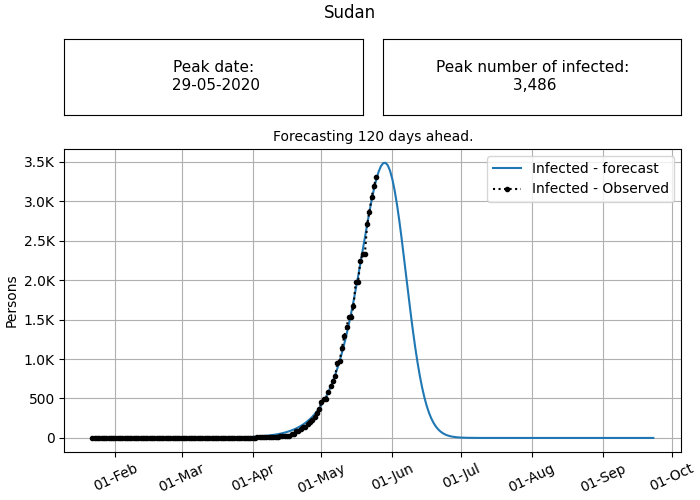 Sudan
Peak date:
29-05-2020
Peak number of infected:
3,486
Forecasting 120 days ahead.
Infected - forecast
Infected - Observed
Persons
3.5K
3.0K
2.5K
2.0K
1.5K
1.0K
500
0
01-Feb
01-Mar
01-Apr
01-May
01-Jun
01-Jul
01-Aug
01-Sep
01-Oct